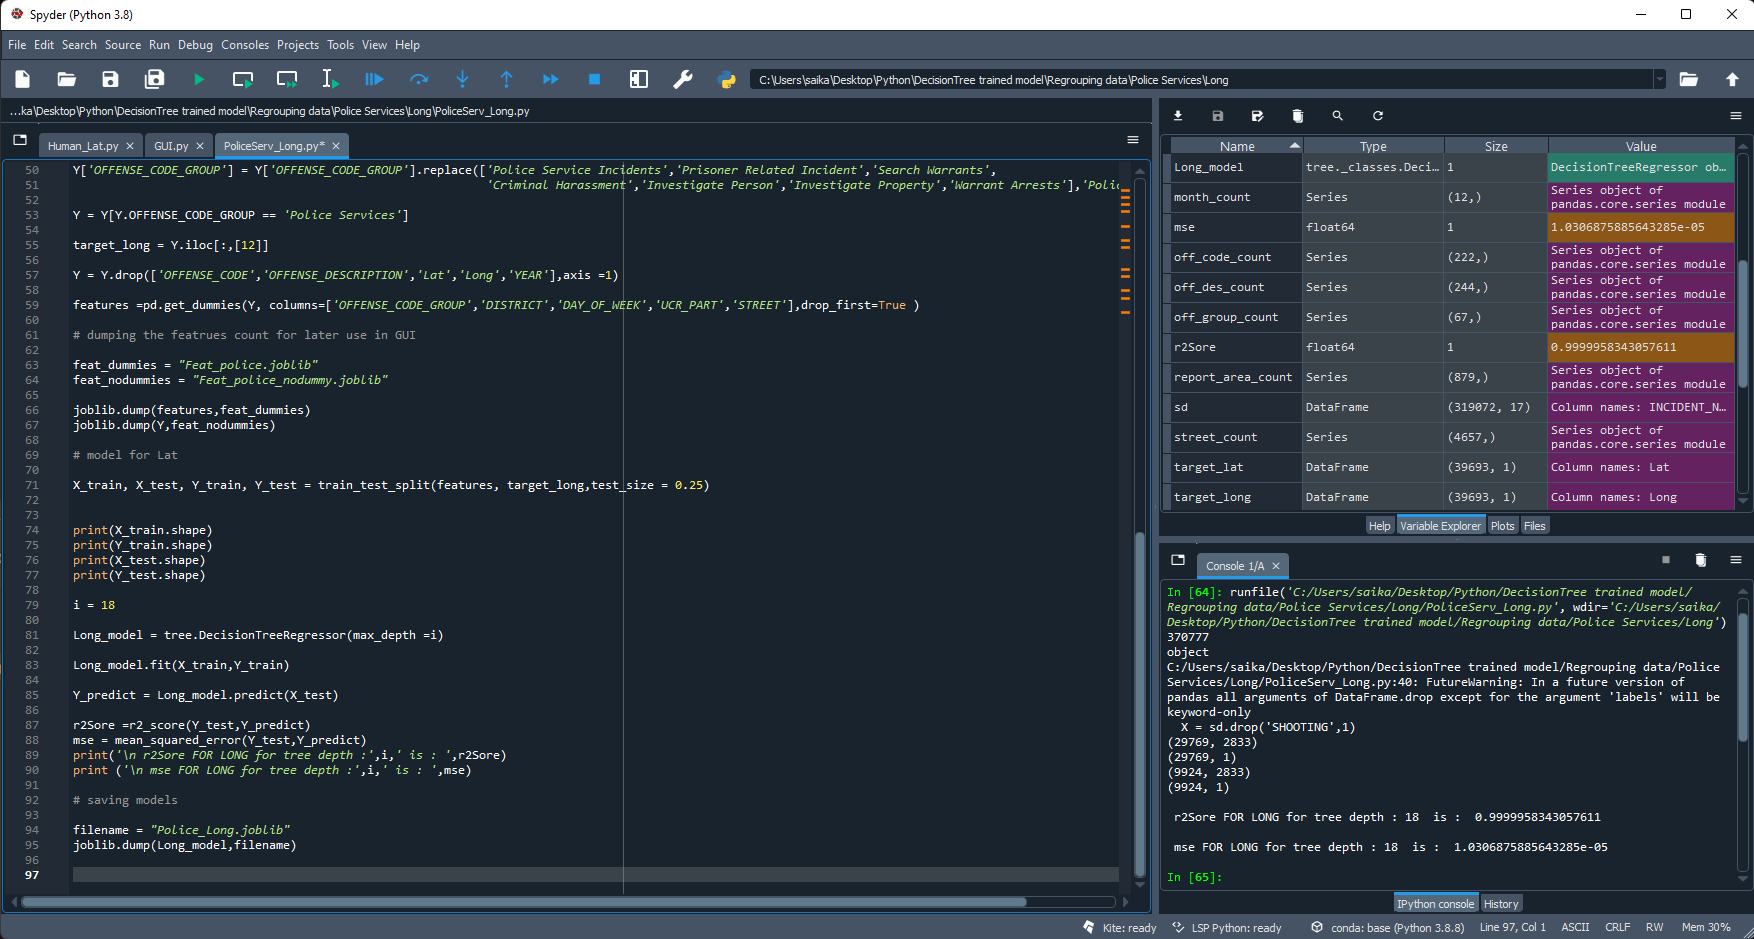 Spyder (Python 3.8)
File Edit Search Source Run Debug Consoles Projects Tools View Help
C:\Users\saika\Desktop\Python\DecisionTree trained model\Regrouping data\Police Services\Long
...ka\Desktop\Python\DecisionTree trained model\Regrouping data\Police Services\Long\PoliceServ_Long.py
Human_Lat.py GUI.py PoliceServ_Long.py*
50 Y['OFFENSE_CODE_GROUP'] = Y['OFFENSE_CODE_GROUP'].replace(['Police Service Incidents','Prisoner Related Incident','Search Warrants',
51 'Criminal Harassment','Investigate Person','Investigate Property','Warrant Arrests'],'Polic
52
53 Y = Y[Y.OFFENSE_CODE_GROUP == 'Police Services']
54
55 target_long = Y.iloc[:,[12]]
56
57 Y = Y.drop(['OFFENSE_CODE','OFFENSE_DESCRIPTION','Lat','Long','YEAR'],axis =1)
58
59 features =pd.get_dummies(Y, columns=['OFFENSE_CODE_GROUP','DISTRICT','DAY_OF_WEEK','UCR_PART','STREET'],drop_first=True )
60
61 # dumping the featrues count for later use in GUI
62
63 feat_dummies = "Feat_police.joblib"
64 feat_nodummies = "Feat_police_nodummy.joblib"
65
66 joblib.dump(features,feat_dummies)
67 joblib.dump(Y,feat_nodummies)
68
69 # model for Lat
70
71 X_train, X_test, Y_train, Y_test = train_test_split(features, target_long,test_size = 0.25)
72
73
74 print(X_train.shape)
75 print(Y_train.shape)
76 print(X_test.shape)
77 print(Y_test.shape)
78
79 i = 18
80
81 Long_model = tree.DecisionTreeRegressor(max_depth =i)
82
83 Long_model.fit(X_train,Y_train)
84
85 Y_predict = Long_model.predict(X_test)
86
87 r2Sore =r2_score(Y_test,Y_predict)
88 mse = mean_squared_error(Y_test,Y_predict)
89 print('\n r2Sore FOR LONG for tree depth :',i,' is : ',r2Sore)
90 print ('\n mse FOR LONG for tree depth :',i,' is : ',mse)
91
92 # saving models
93
94 filename = "Police_Long.joblib"
95 joblib.dump(Long_model,filename)
96
97
Name Type Size Value
Long_model tree._classes.Deci... 1 DecisionTreeRegressor ob...
month_count Series (12,) Series object of pandas.core.series module
mse float64 1 1.0306875885643285e-05
off_code_count Series (222,) Series object of pandas.core.series module
off_des_count Series (244,) Series object of pandas.core.series module
off_group_count Series (67,) Series object of pandas.core.series module
r2Sore float64 1 0.9999958343057611
report_area_count Series (879,) Series object of pandas.core.series module
sd DataFrame (319072, 17) Column names: INCIDENT_N...
street_count Series (4657,) Series object of pandas.core.series module
target_lat DataFrame (39693, 1) Column names: Lat
target_long DataFrame (39693, 1) Column names: Long
Help Variable Explorer Plots Files
Console 1/A
In [64]: runfile('C:/Users/saika/Desktop/Python/DecisionTree trained model/
Regrouping data/Police Services/Long/PoliceServ_Long.py', wdir='C:/Users/saika/
Desktop/Python/DecisionTree trained model/Regrouping data/Police Services/Long')
370777
object
C:/Users/saika/Desktop/Python/DecisionTree trained model/Regrouping data/Police
Services/Long/PoliceServ_Long.py:40: FutureWarning: In a future version of
pandas all arguments of DataFrame.drop except for the argument 'labels' will be
keyword-only
X = sd.drop('SHOOTING',1)
(29769, 2833)
(29769, 1)
(9924, 2833)
(9924, 1)
r2Sore FOR LONG for tree depth : 18 is : 0.9999958343057611
mse FOR LONG for tree depth : 18 is : 1.0306875885643285e-05
In [65]:
IPython console History
Kite: ready LSP Python: ready conda: base (Python 3.8.8) Line 97, Col 1 ASCII CRLF RW Mem 30%